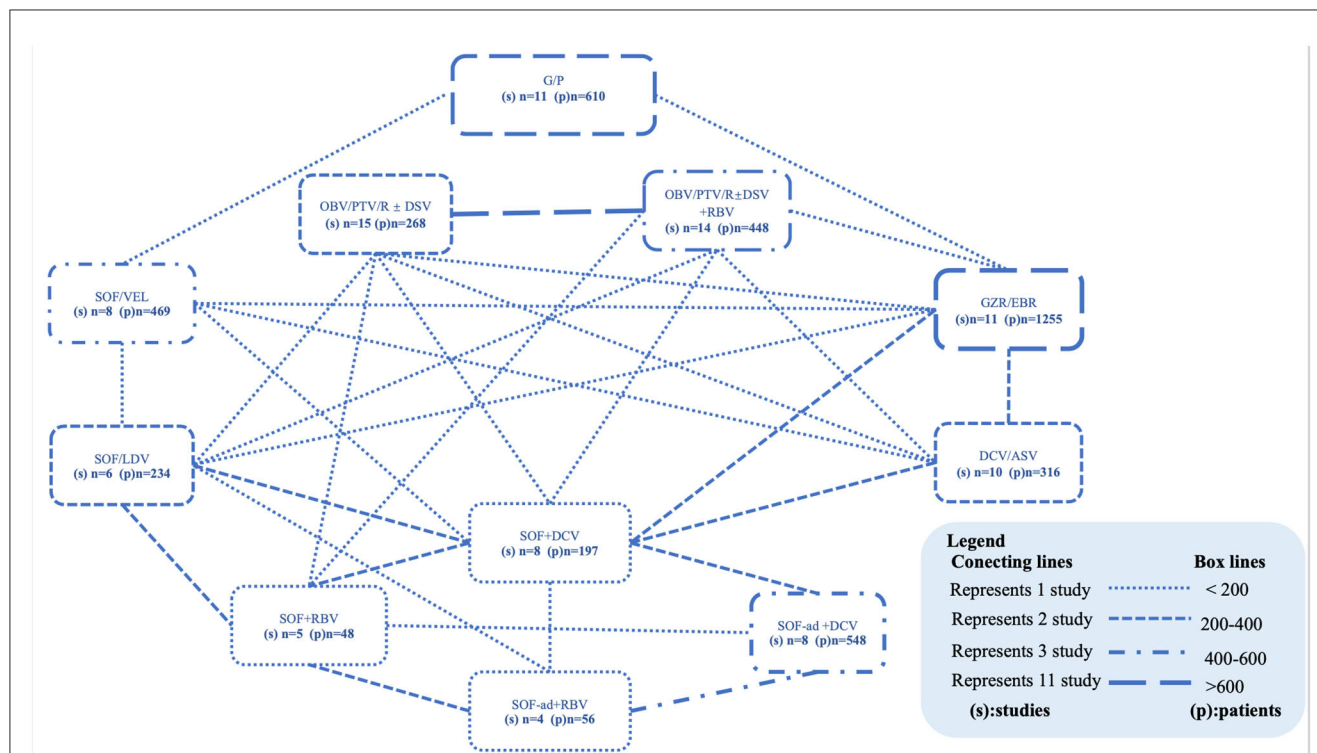 G/P
(s) n=11 (p)n=610
OBV/PTV/R ± DSV
(s) n=15 (p)n=268
OBV/PTV/R±DSV
+RBV
(s) n=14 (p)n=448
SOF/VEL
(s) n=8 (p)n=469
GZR/EBR
(s)n=11 (p)n=1255
SOF/LDV
(s) n=6 (p)n=234
DCV/ASV
(s) n=10 (p)n=316
SOF+DCV
(s) n=8 (p)n=197
SOF+RBV
(s) n=5 (p)n=48
SOF-ad +DCV
(s) n=8 (p)n=548
SOF-ad+RBV
(s) n=4 (p)n=56
Legend
Conecting lines Box lines
Represents 1 study < 200
Represents 2 study 200-400
Represents 3 study 400-600
Represents 11 study >600
(s):studies (p):patients